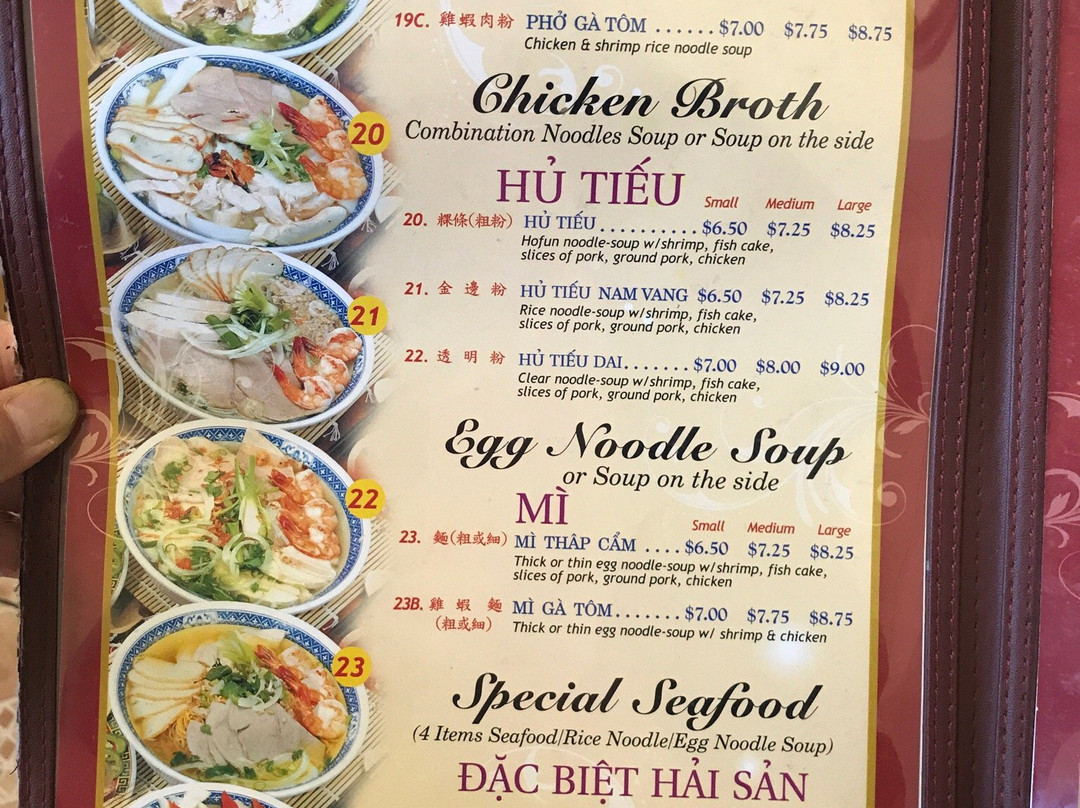 19C. 雞蝦肉粉 PHỞ GÀ TÔM ...... $7.00 $7.75 $8.75
Chicken & shrimp rice noodle soup
Chicken Broth
Combination Noodles Soup or Soup on the side
HỦ TIẾU
Small Medium Large
20. 粿條(粗粉) HỦ TIẾU .......... $6.50 $7.25 $8.25
Hofun noodle-soup w/shrimp, fish cake,
slices of pork, ground pork, chicken
21. 金邊粉 HỦ TIẾU NAM VANG $6.50 $7.25 $8.25
Rice noodle-soup w/shrimp, fish cake,
slices of pork, ground pork, chicken
22. 透明粉 HỦ TIẾU DAI....... $7.00 $8.00 $9.00
Clear noodle-soup w/shrimp, fish cake,
slices of pork, ground pork, chicken
Egg Noodle Soup
or Soup on the side
MÌ
Small Medium Large
23. 麵(粗或細) MÌ THẬP CẨM .... $6.50 $7.25 $8.25
Thick or thin egg noodle-soup w/shrimp, fish cake,
slices of pork, ground pork, chicken
23B. 雞蝦麵 MÌ GÀ TÔM....... $7.00 $7.75 $8.75
(粗或細) Thick or thin egg noodle-soup w/ shrimp & chicken
Special Seafood
(4 Items Seafood/Rice Noodle/Egg Noodle Soup)
ĐẶC BIỆT HẢI SẢN
20
21
22
23